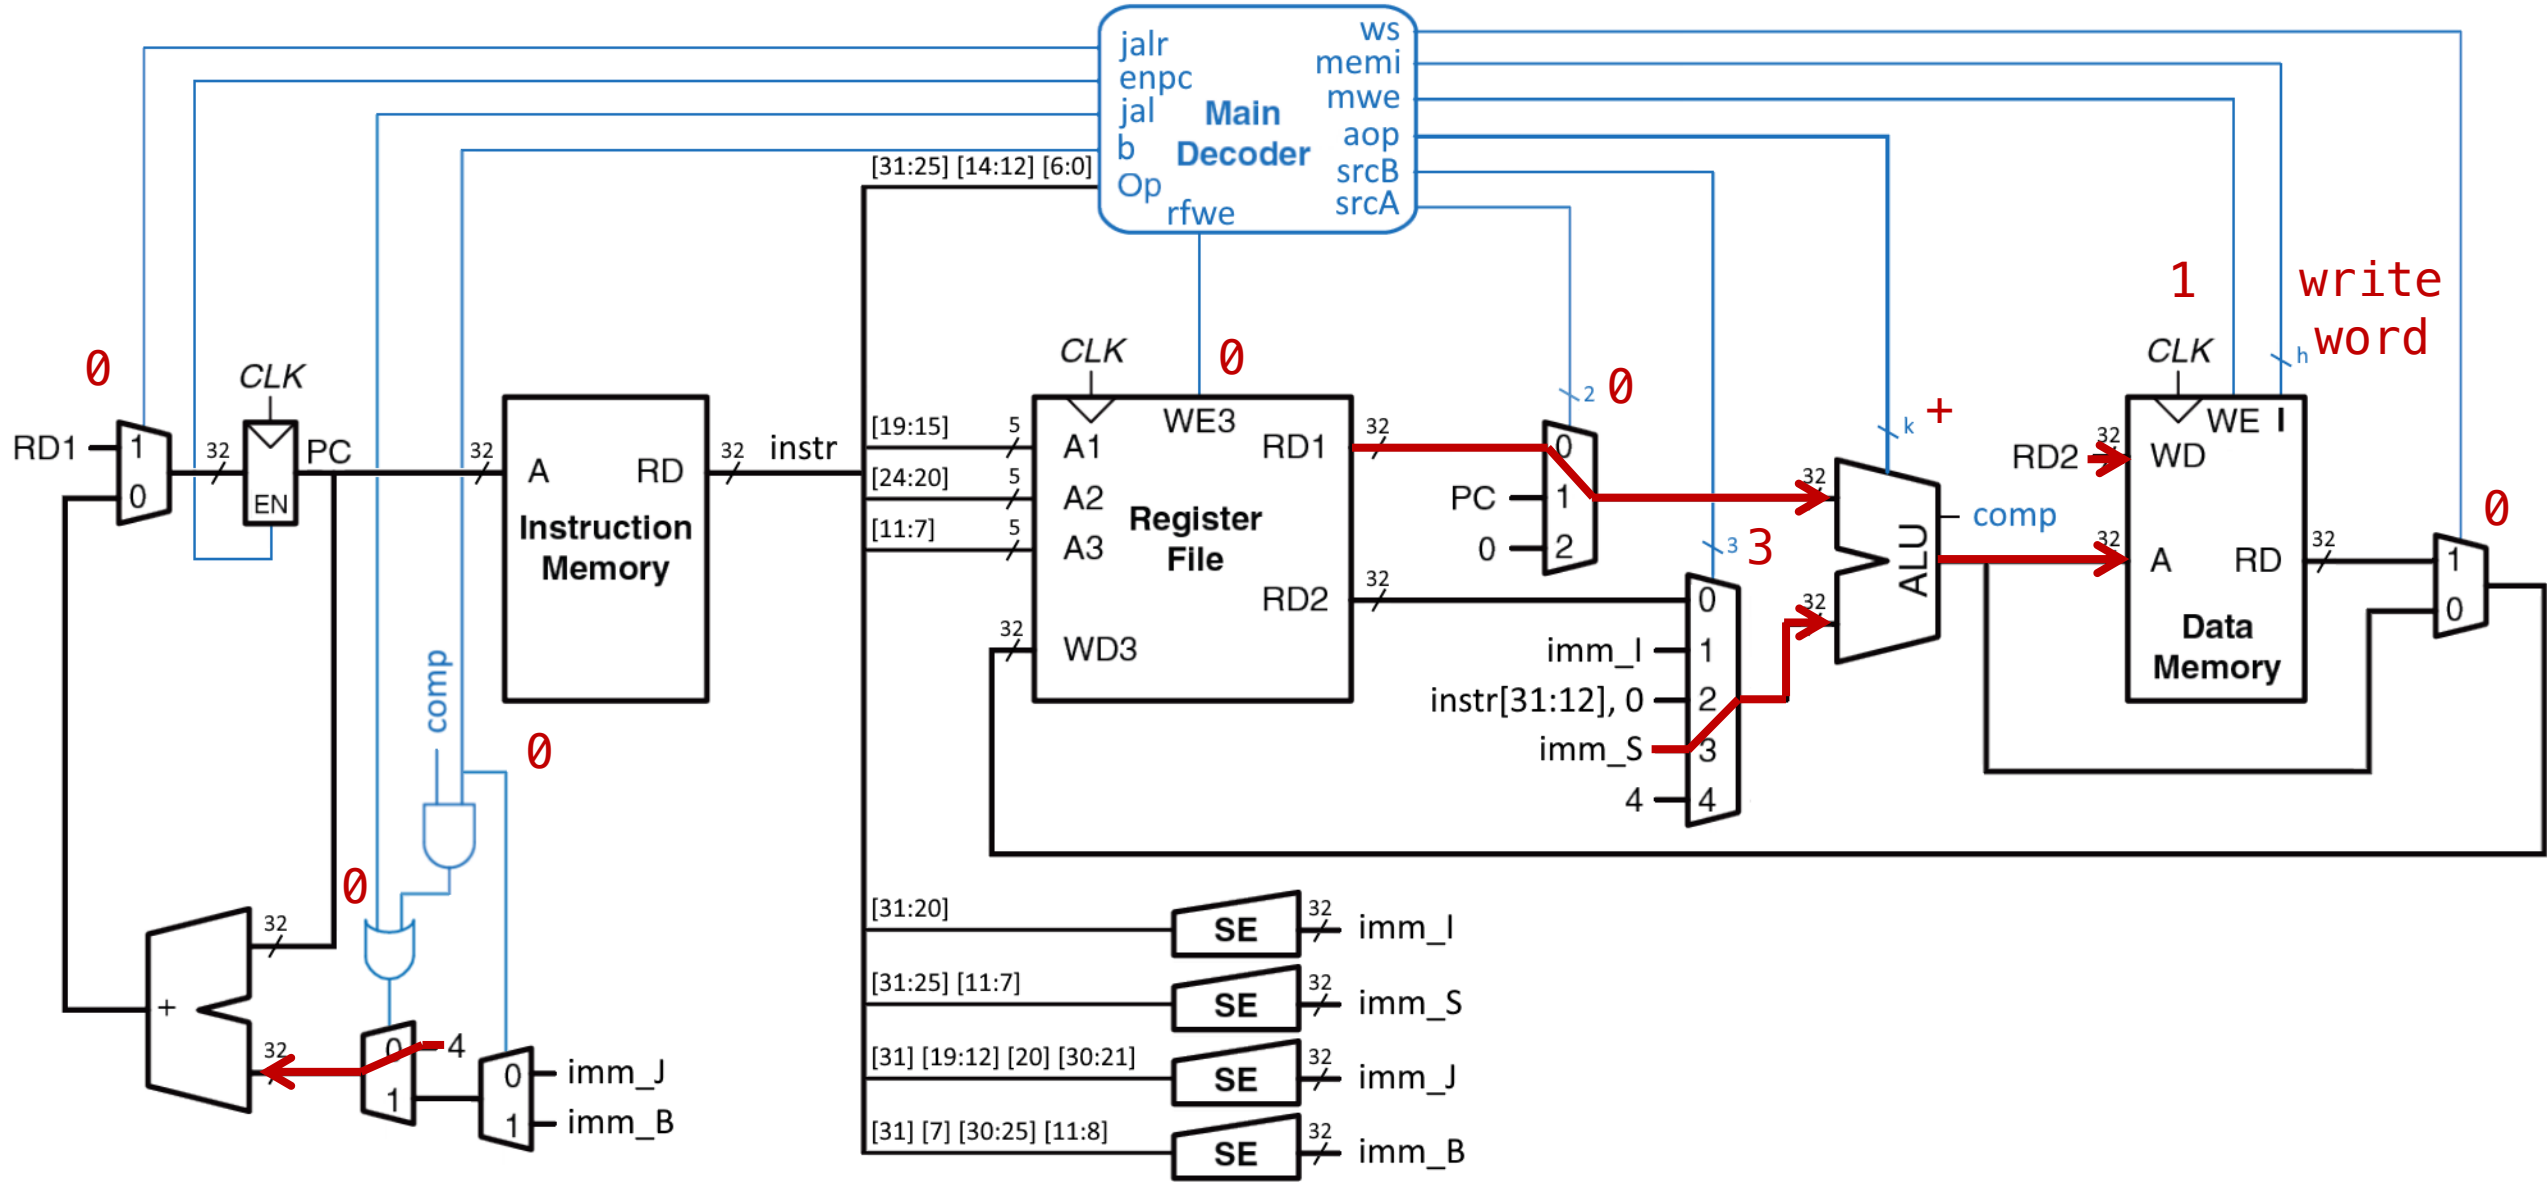 jalr
enpc
jal
b
Op
rfwe
Main
Decoder
ws
memi
mwe
aop
srcB
srcA
[31:25] [14:12] [6:0]
0
RD1
1
0
32
CLK
PC
EN
32
A
RD
Instruction
Memory
32
instr
[19:15]
5
[24:20]
5
[11:7]
5
CLK
0
WE3
A1
A2
A3
WD3
32
Register
File
RD1
32
RD2
32
2
0
0
PC
1
0
2
3
3
0
imm_I
1
instr[31:12], 0
2
imm_S
3
4
4
32
32
k
+
ALU
comp
1
write
word
CLK
h
WE I
RD2
32
WD
32
A
RD
32
Data
Memory
0
1
0
comp
0
0
32
+
32
0
4
1
0
imm_J
1
imm_B
[31:20]
SE
32
imm_I
[31:25] [11:7]
SE
32
imm_S
[31] [19:12] [20] [30:21]
SE
32
imm_J
[31] [7] [30:25] [11:8]
SE
32
imm_B